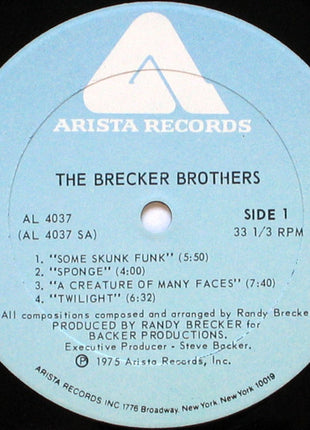 ARISTA RECORDS
THE BRECKER BROTHERS
AL 4037
(AL 4037 SA)
SIDE 1
33 1/3 RPM
1. "SOME SKUNK FUNK" (5:50)
2. "SPONGE" (4:00)
3. "A CREATURE OF MANY FACES" (7:40)
4. "TWILIGHT" (6:32)
All compositions composed and arranged by Randy Brecker
PRODUCED BY RANDY BRECKER for
BACKER PRODUCTIONS.
Executive Producer - Steve Backer.
Ⓟ 1975 Arista Records, Inc.
ARISTA RECORDS INC 1776 Broadway, New York, New York 10019